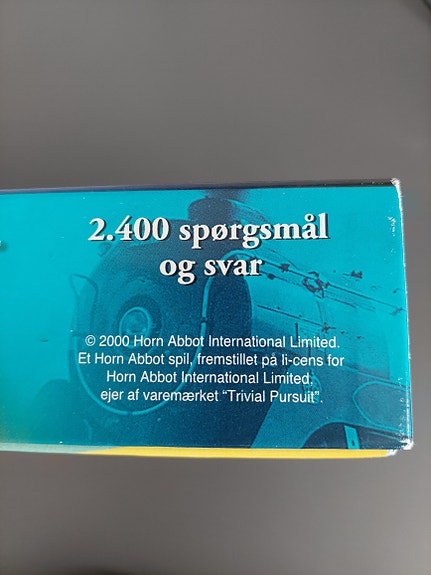 2.400 spørgsmål
og svar
© 2000 Horn Abbot International Limited.
Et Horn Abbot spil, fremstillet på li-cens for
Horn Abbot International Limited,
ejer af varemærket “Trivial Pursuit”.